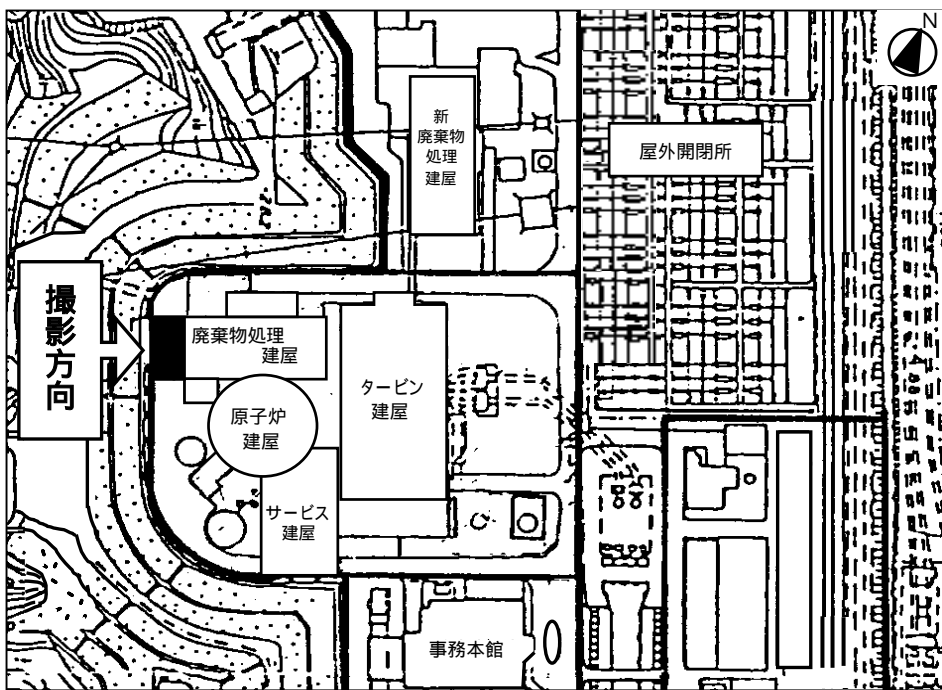 N
新
廃棄物
処理
建屋
屋外開閉所
撮影方向
廃棄物処理
建屋
タービン
建屋
原子炉
建屋
サービス
建屋
事務本館